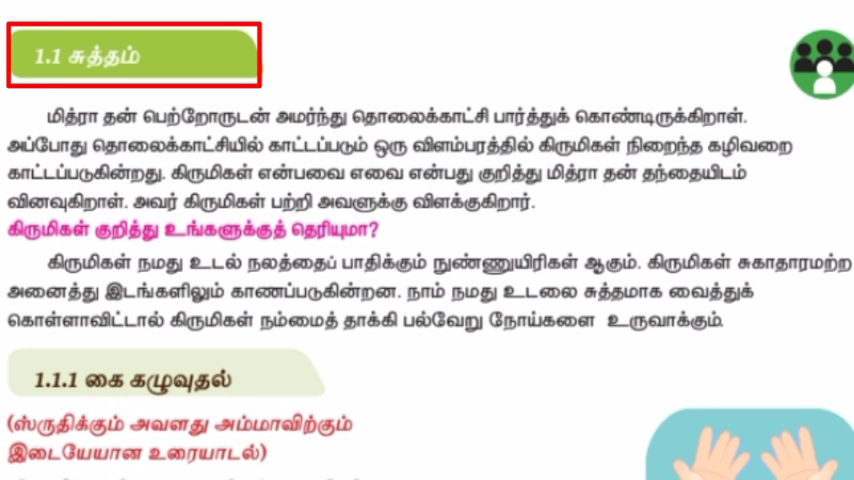 1.1 சுத்தம்
மித்ரா தன் பெற்றோருடன் அமர்ந்து தொலைக்காட்சி பார்த்துக் கொண்டிருக்கிறாள்.
அப்போது தொலைக்காட்சியில் காட்டப்படும் ஒரு விளம்பரத்தில் கிருமிகள் நிறைந்த கழிவறை
காட்டப்படுகின்றது. கிருமிகள் என்பவை எவை என்பது குறித்து மித்ரா தன் தந்தையிடம்
வினவுகிறாள். அவர் கிருமிகள் பற்றி அவளுக்கு விளக்குகிறார்.
கிருமிகள் குறித்து உங்களுக்குத் தெரியுமா?
கிருமிகள் நமது உடல் நலத்தைப் பாதிக்கும் நுண்ணுயிரிகள் ஆகும். கிருமிகள் சுகாதாரமற்ற
அனைத்து இடங்களிலும் காணப்படுகின்றன. நாம் நமது உடலை சுத்தமாக வைத்துக்
கொள்ளாவிட்டால் கிருமிகள் நம்மைத் தாக்கி பல்வேறு நோய்களை உருவாக்கும்.
1.1.1 கை கழுவுதல்
(ஸ்ருதிக்கும் அவளது அம்மாவிற்கும்
இடையேயான உரையாடல்)